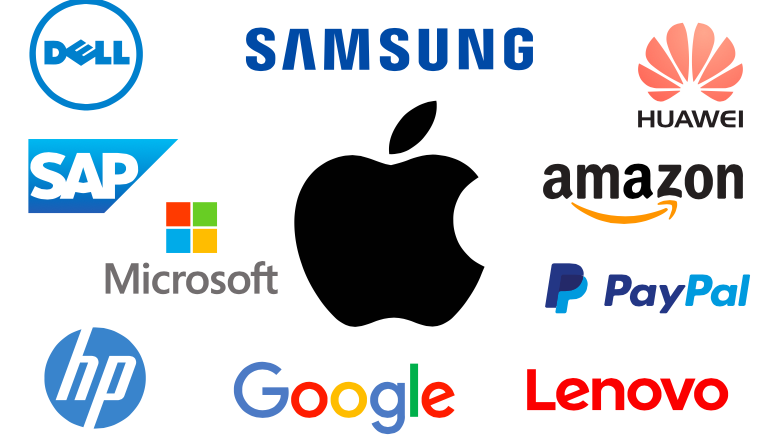 DELL
SAMSUNG
HUAWEI
SAP
amazon
Microsoft
PayPal
hp
Google
Lenovo